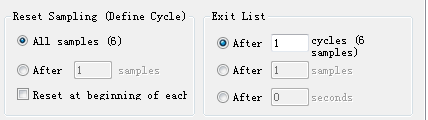 Reset Sampling (Define Cycle)
All samples (6)
After 1 samples
Reset at beginning of each
Exit List
After 1 cycles (6 samples)
After 1 samples
After 0 seconds